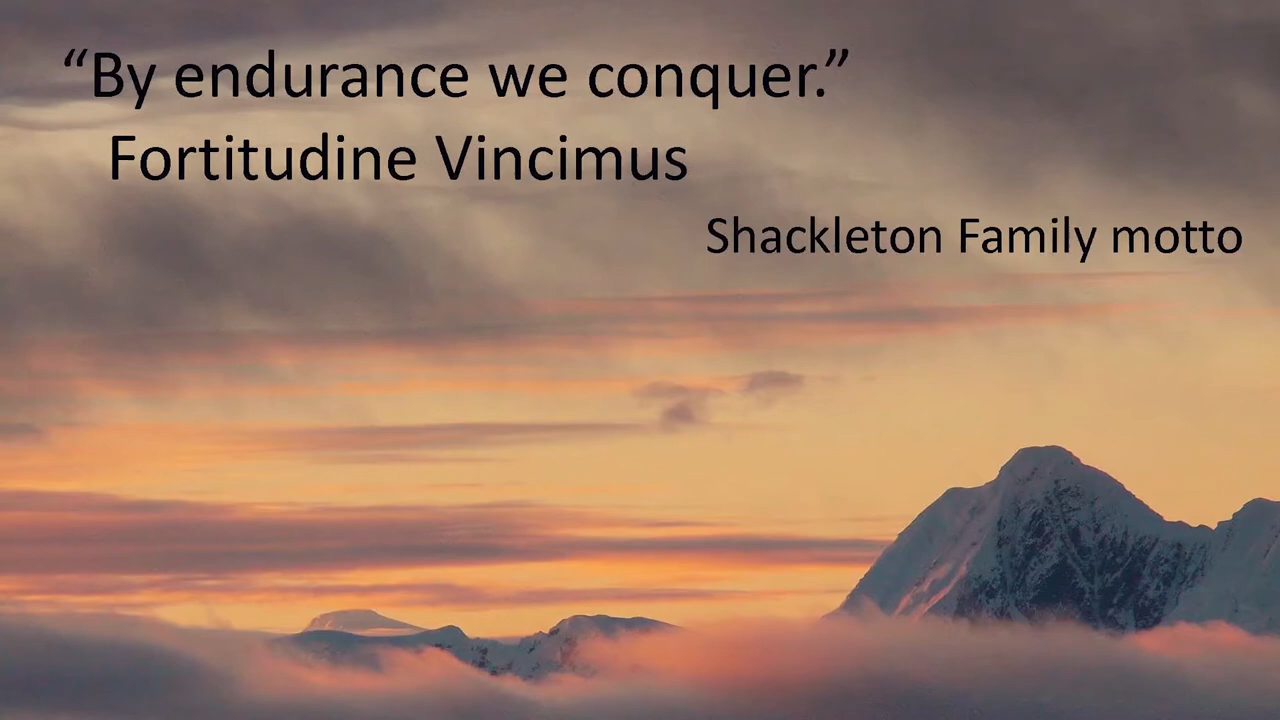 “By endurance we conquer.”
Fortitudine Vincimus
Shackleton Family motto